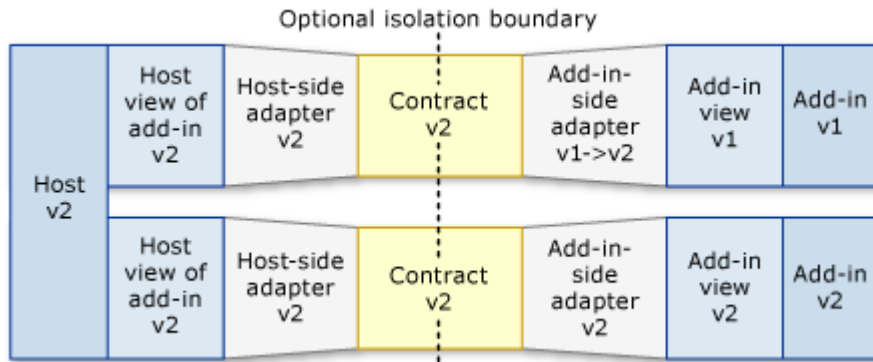 Optional isolation boundary
Host
v2
Host
view of
add-in
v2
Host-side
adapter
v2
Contract
v2
Add-in-
side
adapter
v1->v2
Add-in
view
v1
Add-in
v1
Host
view of
add-in
v2
Host-side
adapter
v2
Contract
v2
Add-in-
side
adapter
v2
Add-in
view
v2
Add-in
v2